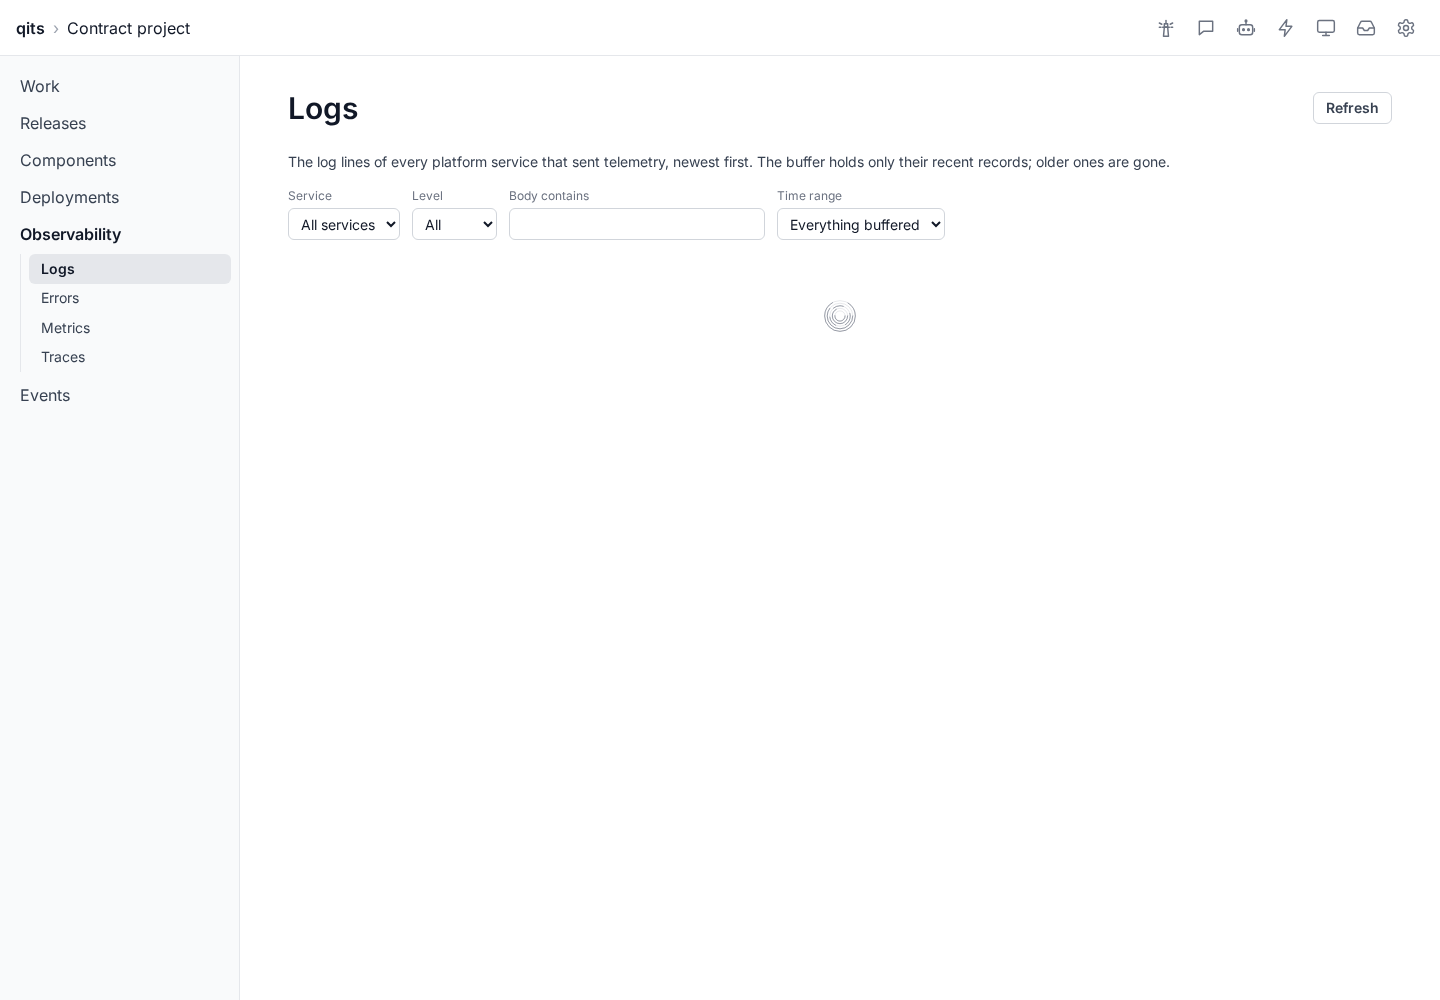 qits › Contract project
Work
Releases
Components
Deployments
Observability
Logs
Errors
Metrics
Traces
Events
Logs
Refresh
The log lines of every platform service that sent telemetry, newest first. The buffer holds only their recent records; older ones are gone.
Service Level Body contains Time range
All services All Everything buffered